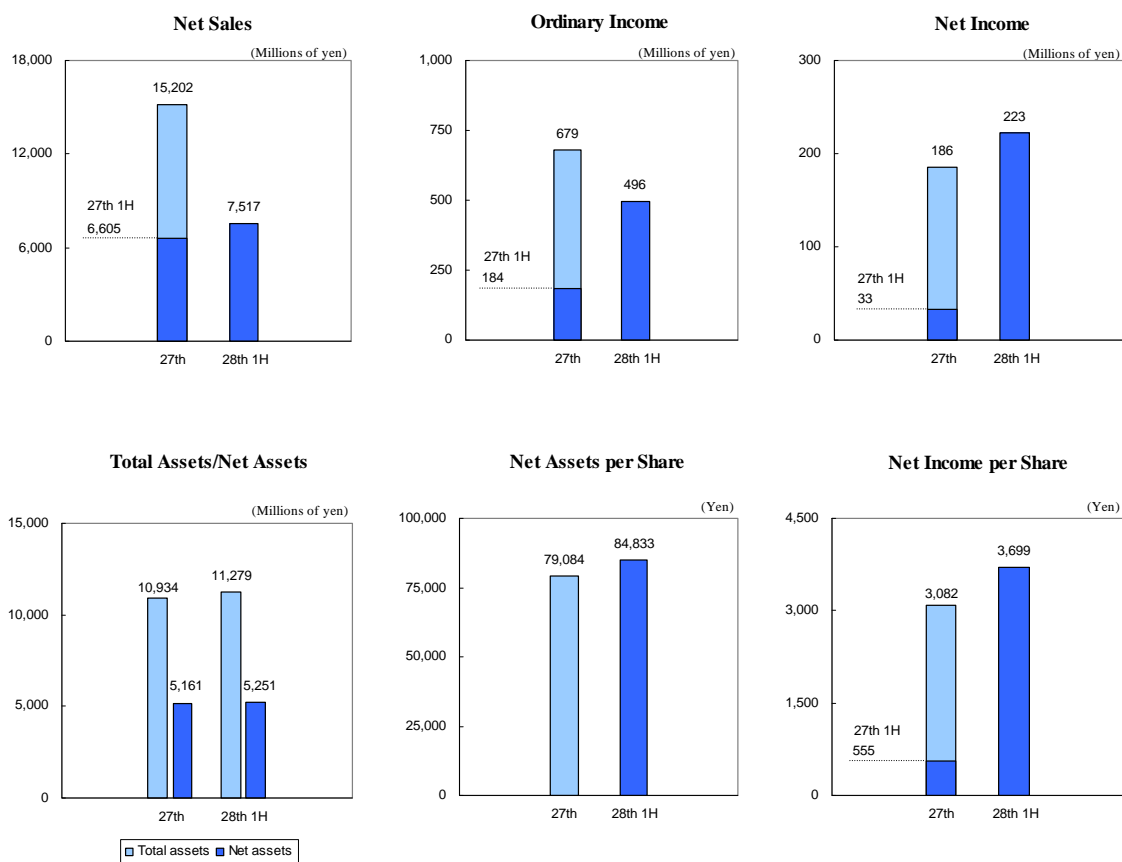 Net Sales
(Millions of yen)
18,000
15,202
12,000
27th 1H
7,517
6,605
6,000
0
27th 28th 1H
Ordinary Income
(Millions of yen)
1,000
750
679
500
496
27th 1H
250
184
0
27th 28th 1H
Net Income
(Millions of yen)
300
223
200
186
100
27th 1H
33
0
27th 28th 1H
Total Assets/Net Assets
(Millions of yen)
15,000
10,934 11,279
10,000
5,161 5,251
5,000
0
27th 28th 1H
Total assets Net assets
Net Assets per Share
(Yen)
100,000
79,084 84,833
75,000
50,000
25,000
0
27th 28th 1H
Net Income per Share
(Yen)
4,500
3,699
3,082
3,000
1,500
27th 1H
555
0
27th 28th 1H